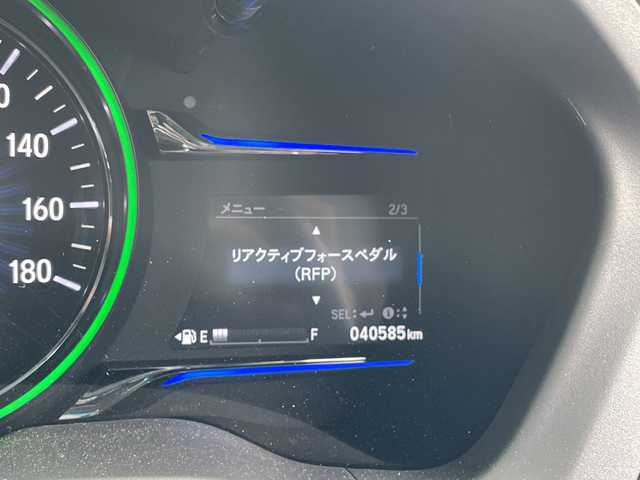 140
160
180
メニュー 2/3
リアクティブフォースペダル
(RFP)
SEL: i:
E F 040585km